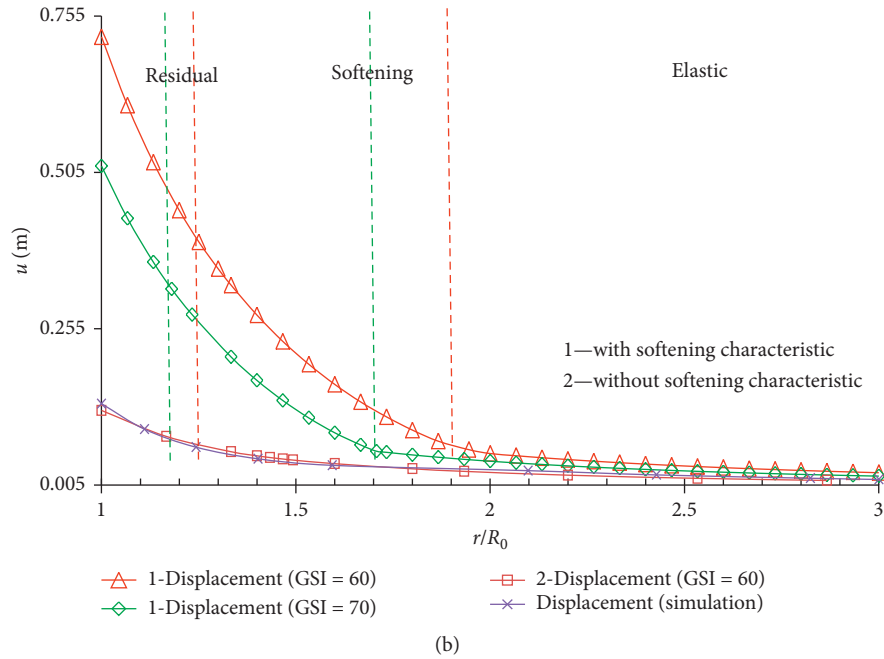 0.755
Residual
Softening
Elastic
0.505
u (m)
0.255
1—with softening characteristic
2—without softening characteristic
0.005
1
1.5
2
2.5
3
r/R0
1-Displacement (GSI = 60)
2-Displacement (GSI = 60)
1-Displacement (GSI = 70)
Displacement (simulation)
(b)